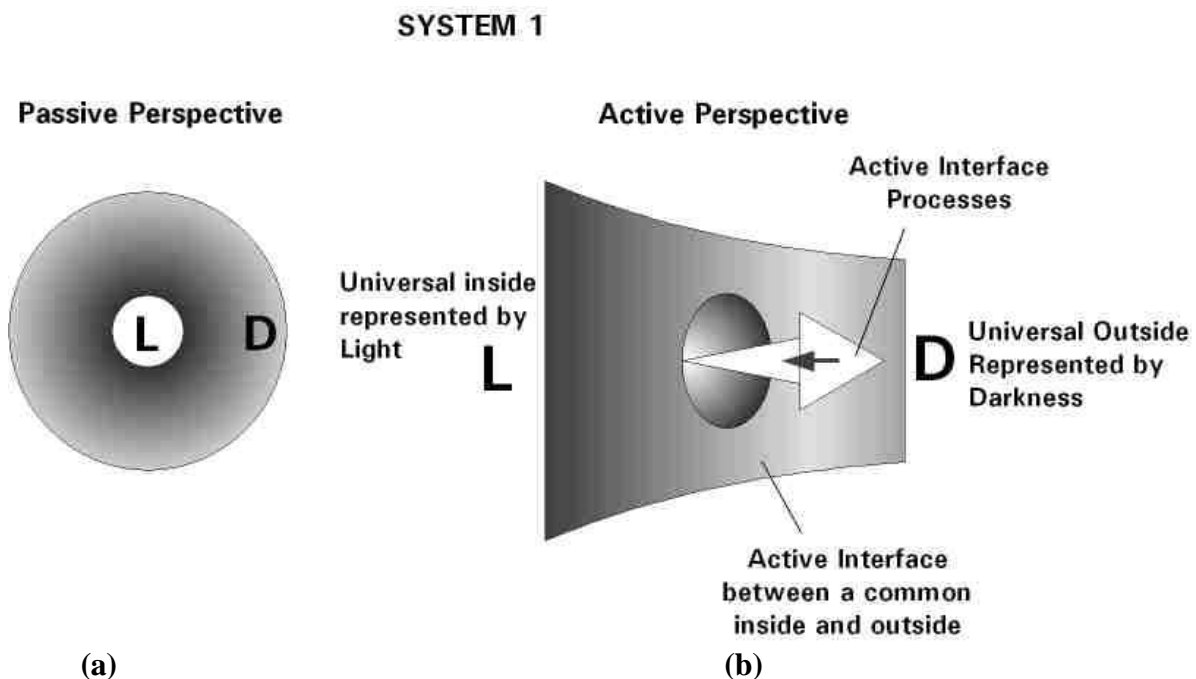 SYSTEM 1
Passive Perspective
Active Perspective
Active Interface
Processes
L
D
Universal inside
represented by
Light
L
D
Universal Outside
Represented by
Darkness
Active Interface
between a common
inside and outside
(a)
(b)